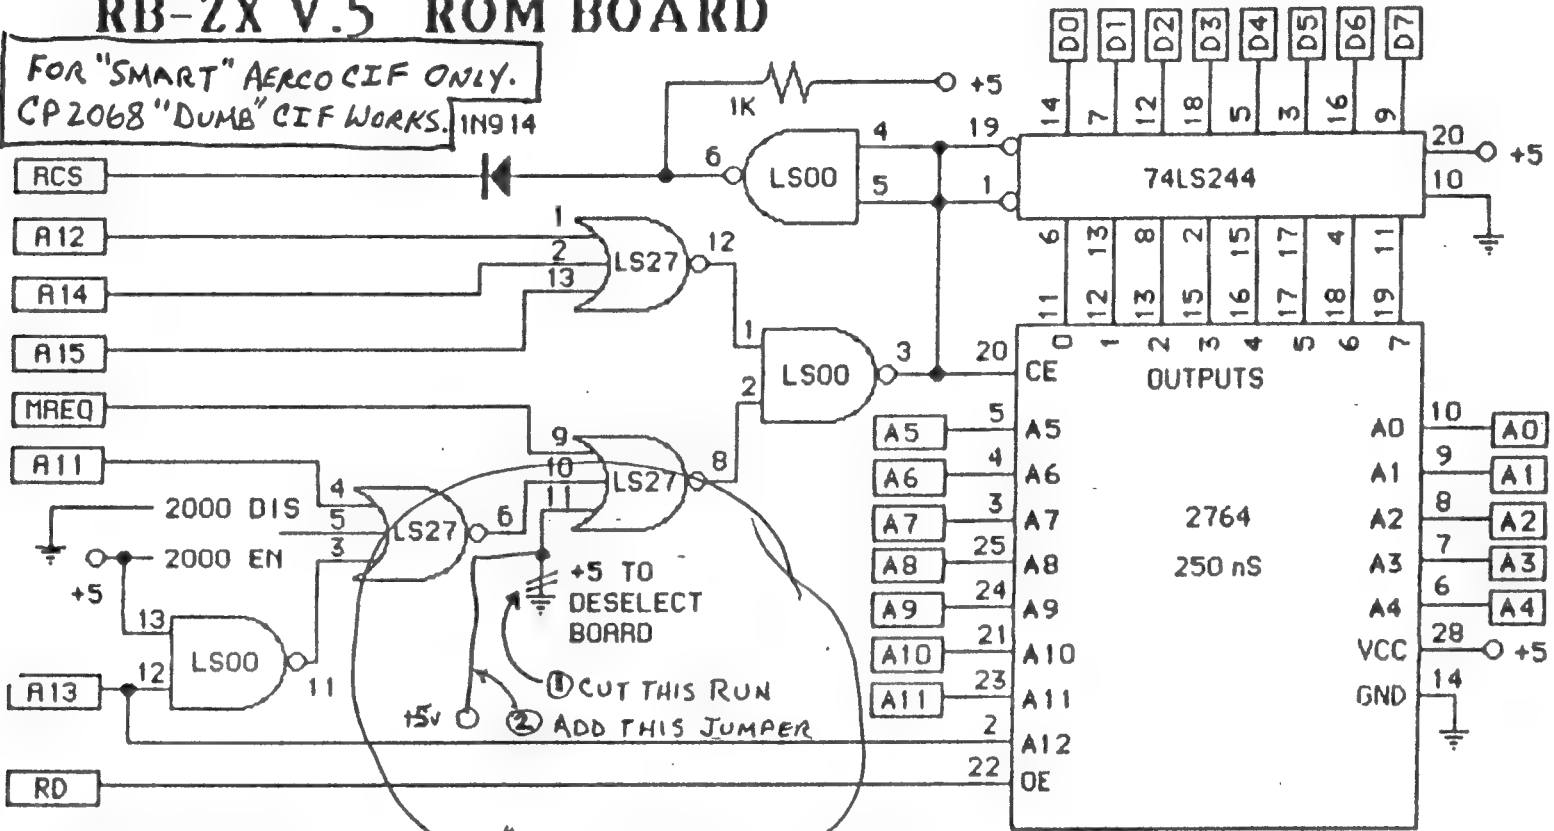 RB-ZX V.5 ROM BOARD
FOR "SMART" AERCO CIF ONLY.
CP2068 "DUMB" CIF WORKS.
1N914
1K
+5
D0 D1 D2 D3 D4 D5 D6 D7
14 7 12 18 5 3 16 9
19
1
74LS244
20 +5
10
6 13 8 2 15 17 4 11
RCS
6
LS00
4
5
A12
A14
A15
1
2
13
LS27
12
MREQ
A11
1
2
LS00
3
9
10
11
LS27
8
2000 DIS
2000 EN
+5
4
5
3
LS27
6
13
12
LS00
11
A13
RD
+5 TO
DESELECT
BOARD
① CUT THIS RUN
② ADD THIS JUMPER
+5v
11 12 13 15 16 17 18 19
0 1 2 3 4 5 6 7
OUTPUTS
2764
250 nS
20 CE
A5 5 A5
A6 4 A6
A7 3 A7
A8 25 A8
A9 24 A9
A10 21 A10
A11 23 A11
2 A12
22 OE
A0 10 A0
A1 9 A1
A2 8 A2
A3 7 A3
A4 6 A4
VCC 28 +5
GND 14